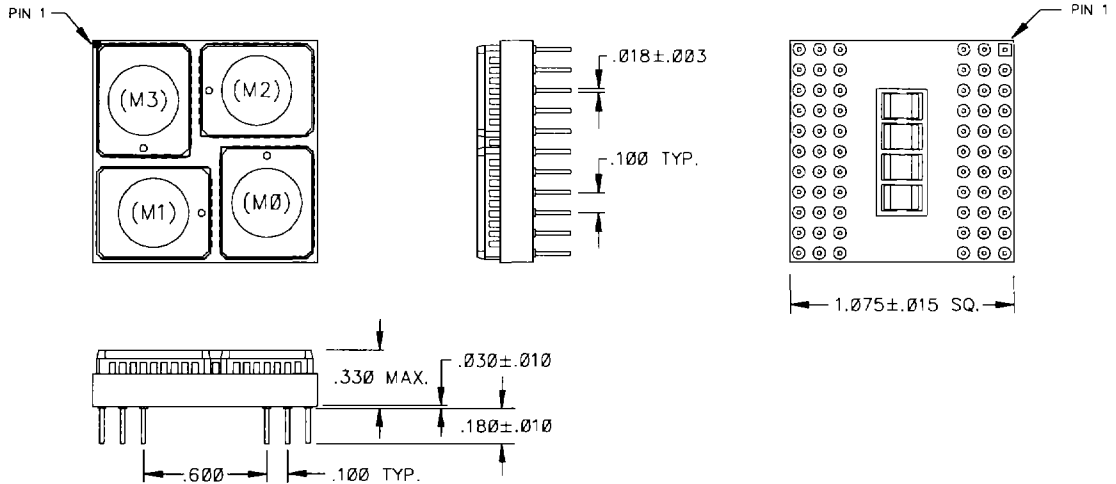 PIN 1
PIN 1
(M3)
(M2)
(M1)
(MØ)
.Ø18±.ØØ3
.1ØØ TYP.
1.Ø75±.Ø15 SQ.
.33Ø MAX.
.Ø3Ø±.Ø1Ø
.18Ø±.Ø1Ø
.6ØØ
.1ØØ TYP.